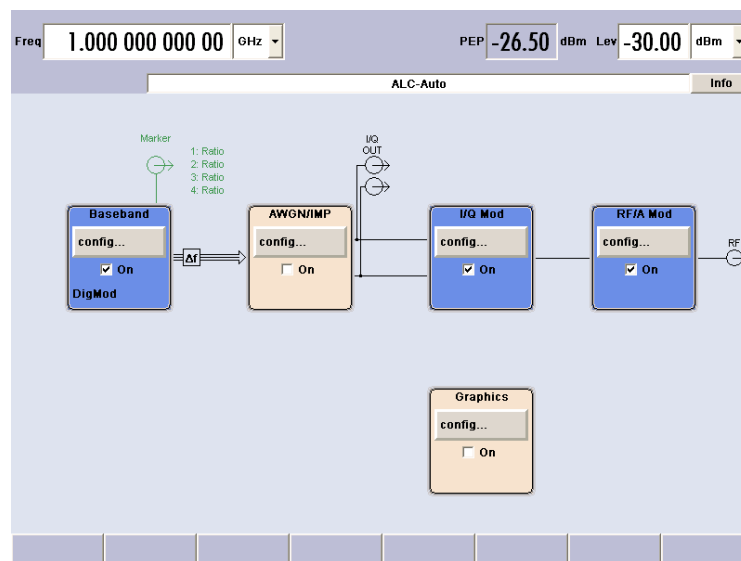 Freq 1.000 000 000 00 GHz PEP -26.50 dBm Lev -30.00 dBm
ALC-Auto Info
Marker
1: Ratio
2: Ratio
3: Ratio
4: Ratio
I/Q
OUT
Baseband AWGN/IMP I/Q Mod RF/A Mod
config... config... config... config...
RF
Δf
On On On On
DigMod
Graphics
config...
On